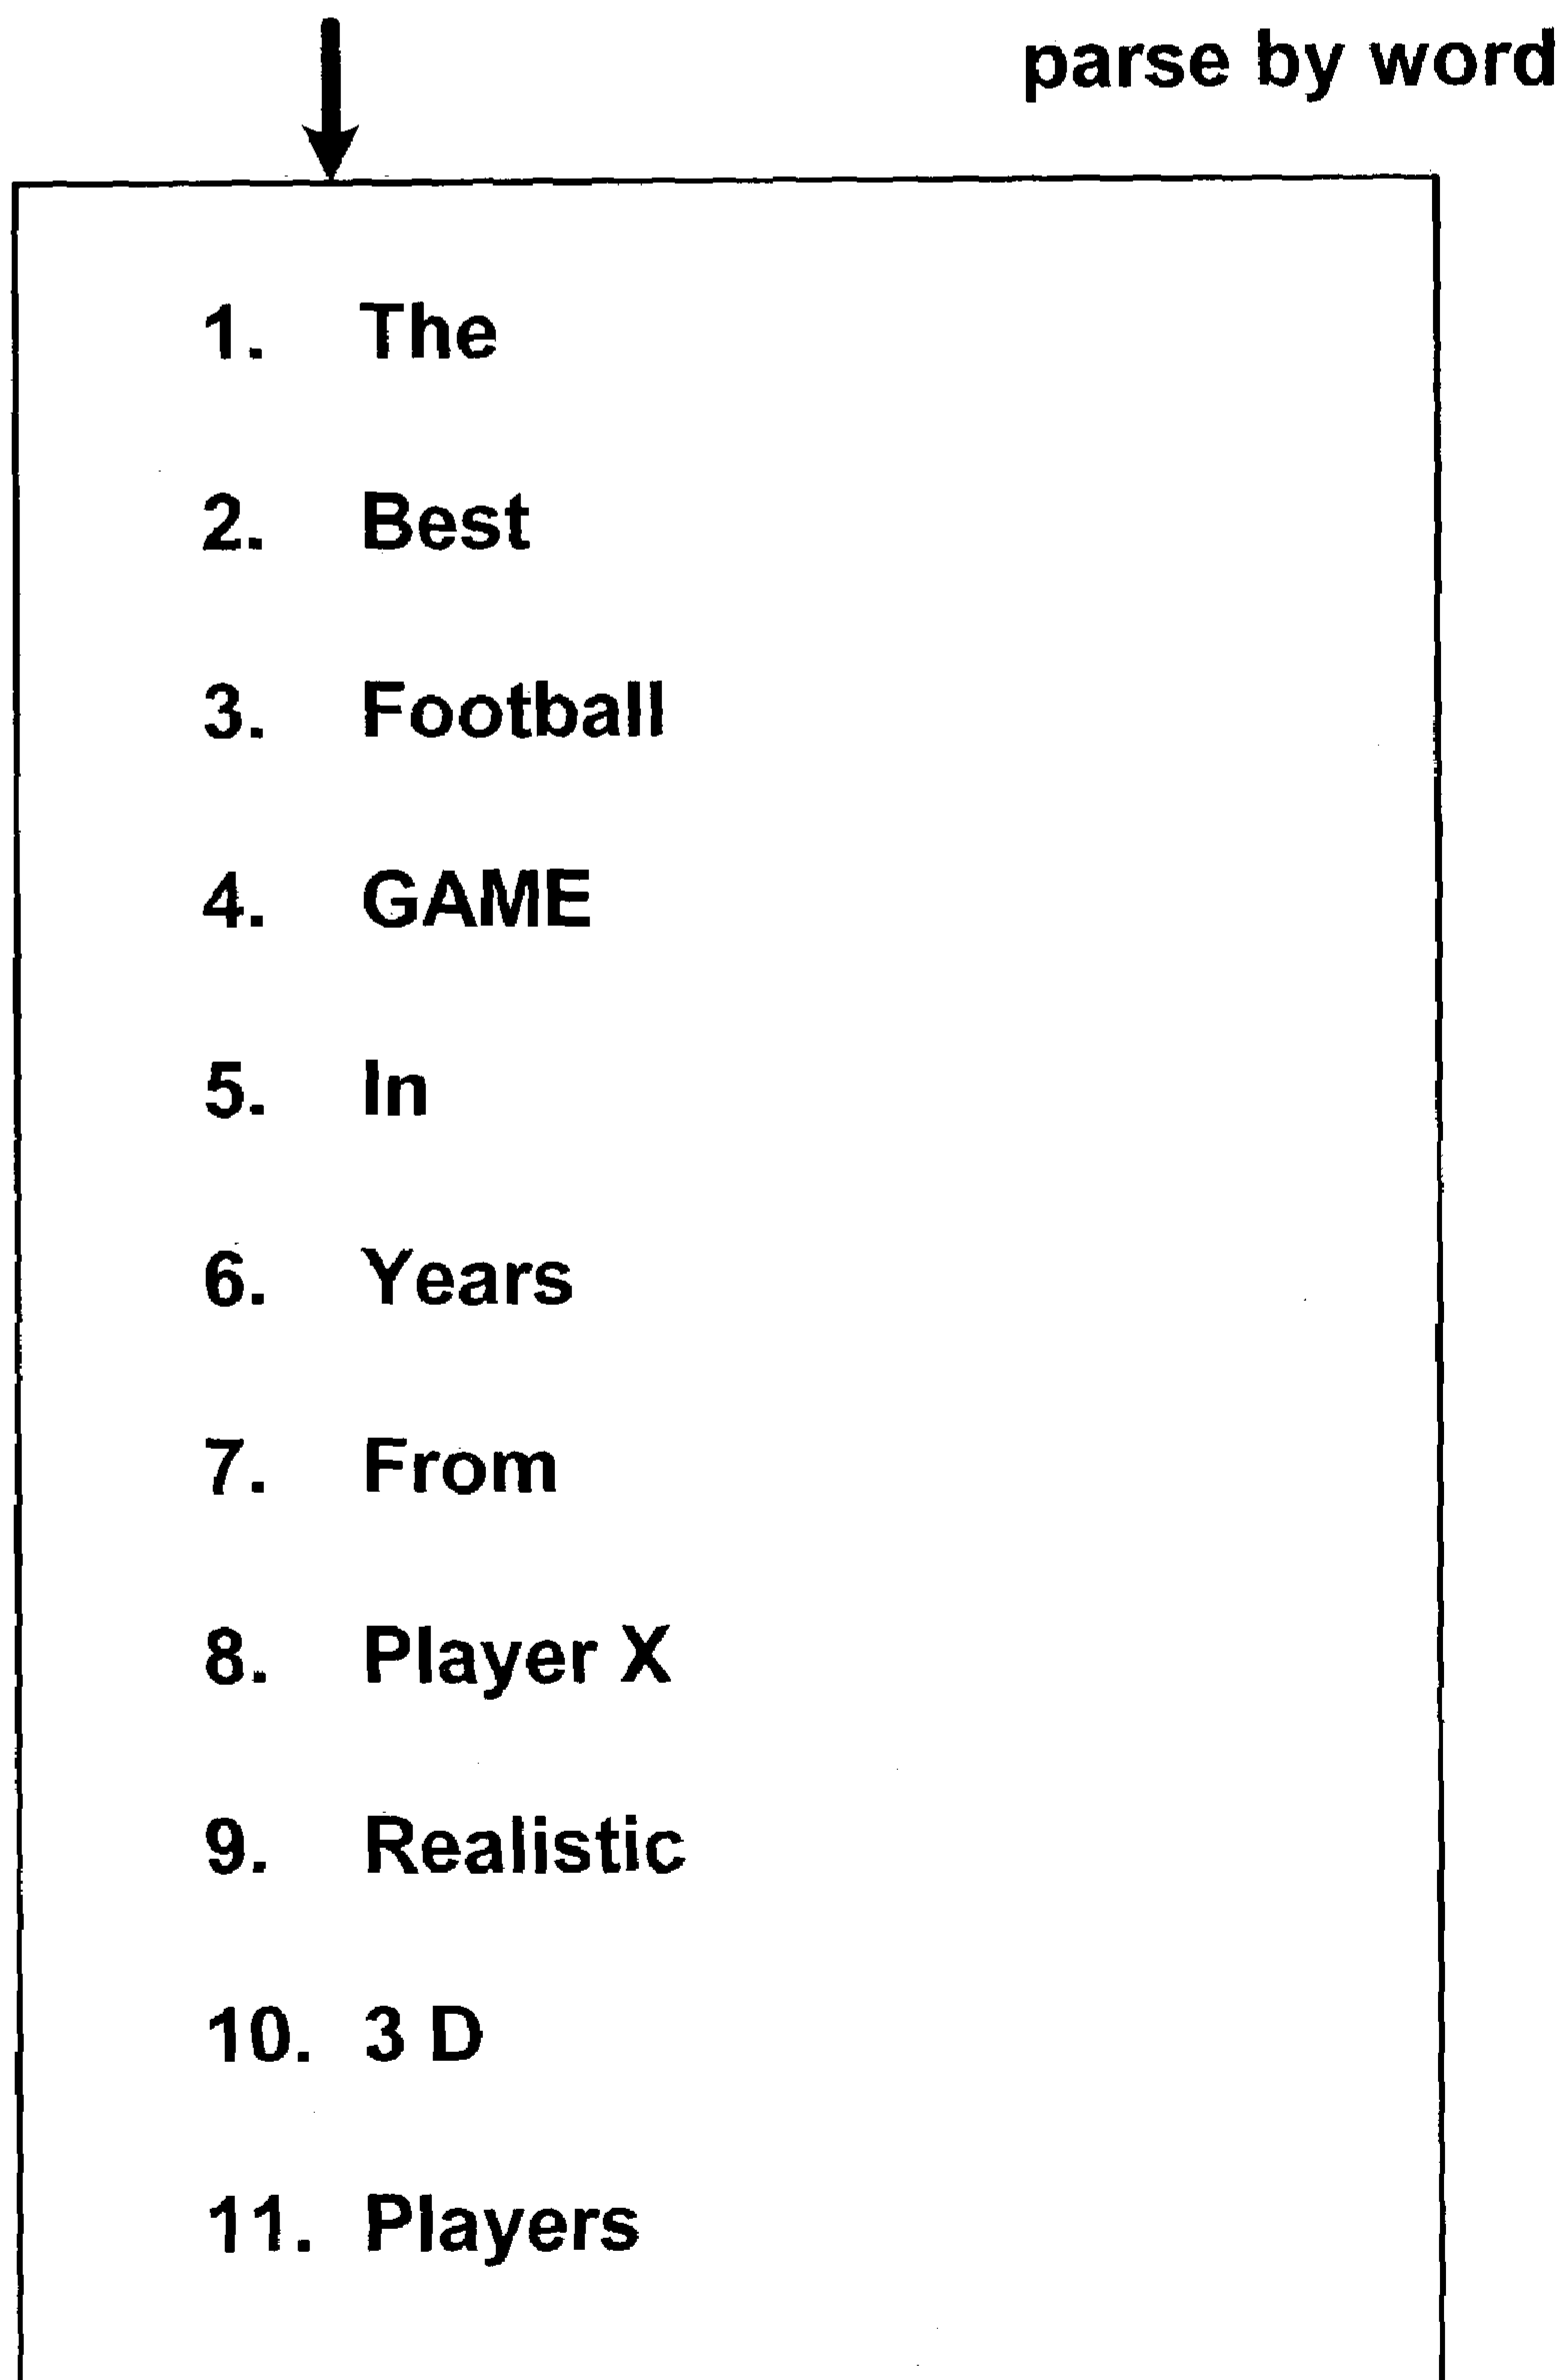 parse by word
1. The
2. Best
3. Football
4. GAME
5. In
6. Years
7. From
8. Player X
9. Realistic
10. 3 D
11. Players